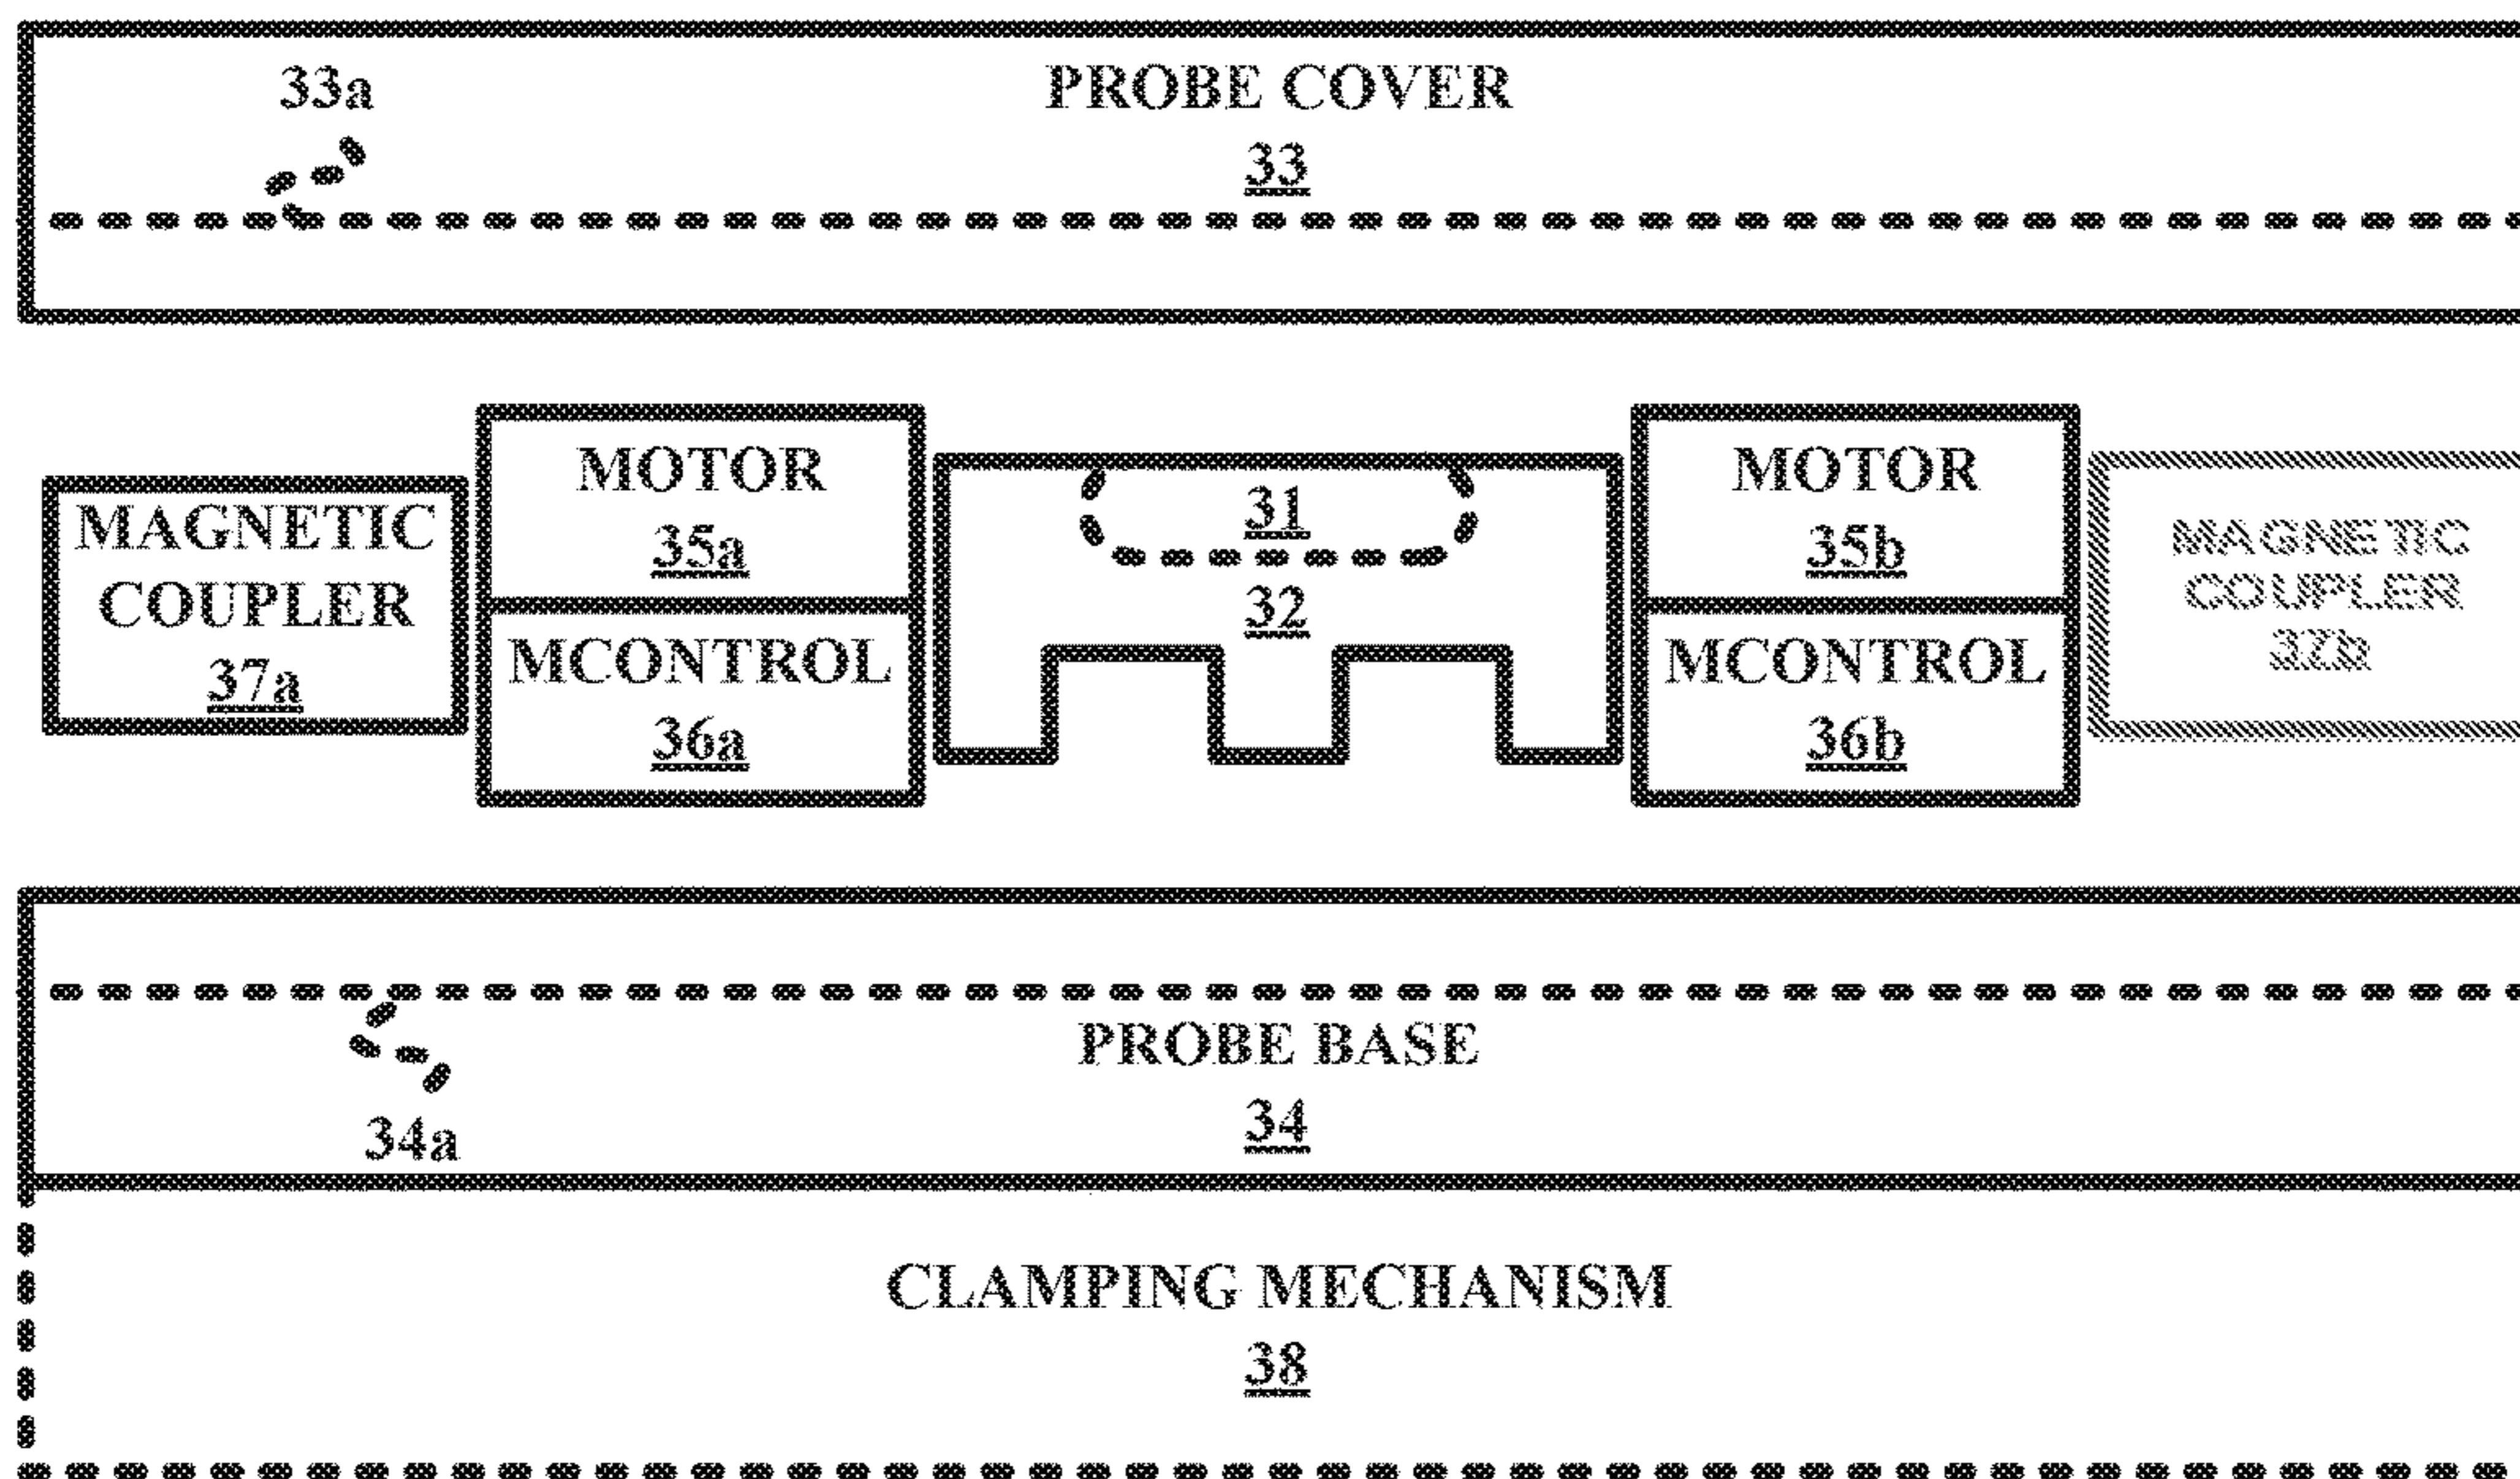 33a
PROBE COVER
33
MAGNETIC
COUPLER
37a
MOTOR
35a
MCONTROL
36a
31
32
MOTOR
35b
MCONTROL
36b
MAGNETIC
COUPLER
37b
PROBE BASE
34
34a
CLAMPING MECHANISM
38